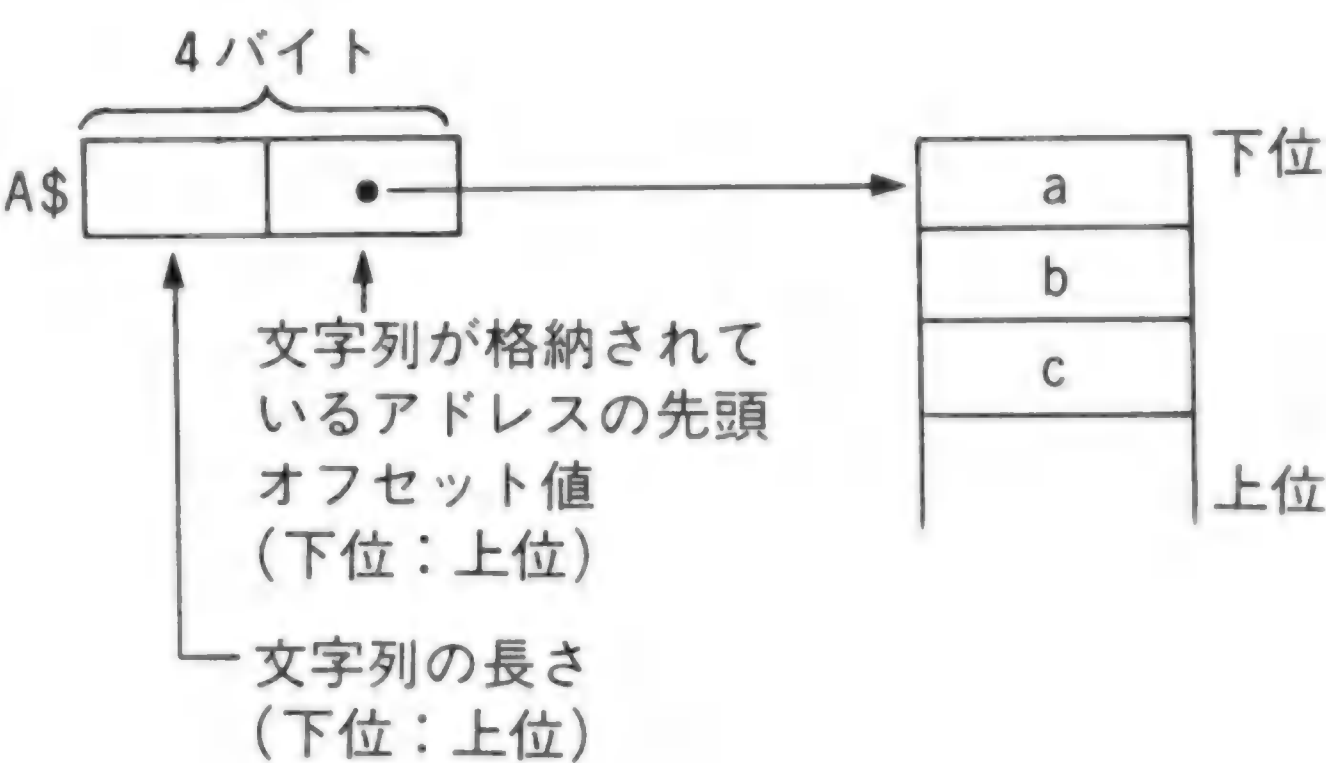 4バイト
A$
a
下位
b
c
上位
文字列が格納されて
いるアドレスの先頭
オフセット値
(下位：上位)
文字列の長さ
(下位：上位)